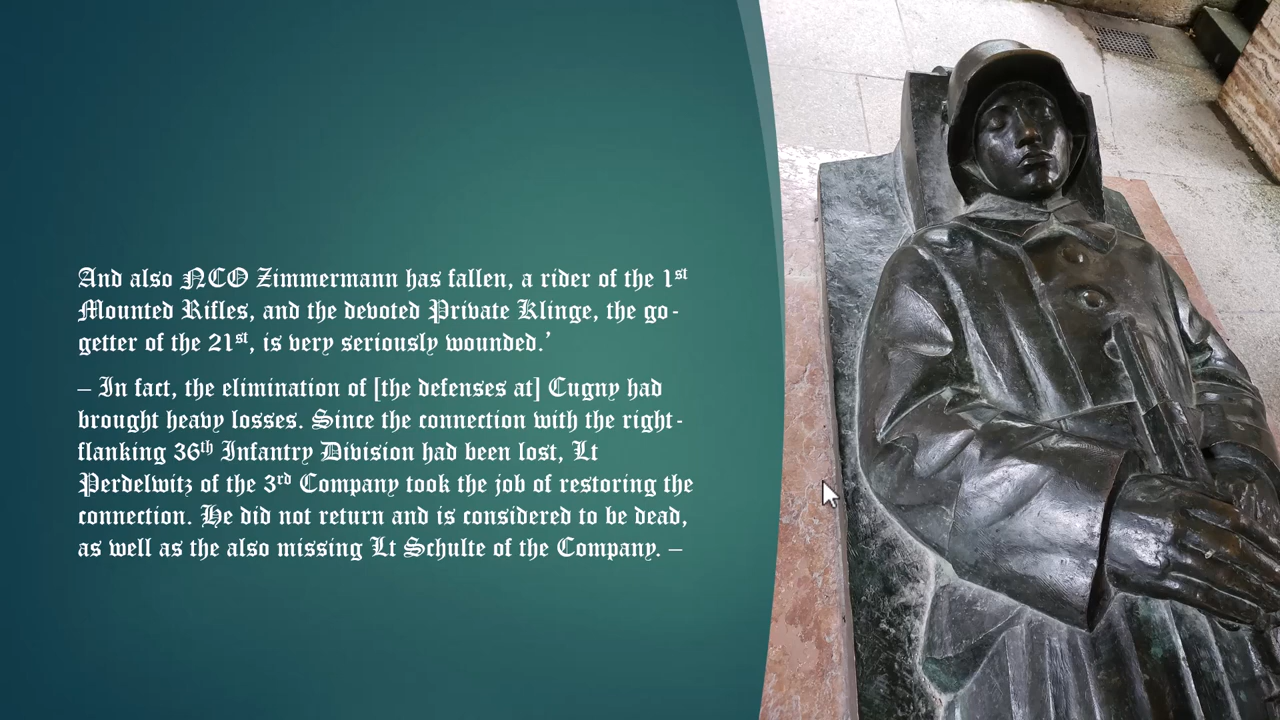 And also NCO Zimmermann has fallen, a rider of the 1st
Mounted Rifles, and the devoted Private Klinge, the go-
getter of the 21st, is very seriously wounded.’
– In fact, the elimination of [the defenses at] Cugny had
brought heavy losses. Since the connection with the right-
flanking 36th Infantry Division had been lost, Lt
Perdelwitz of the 3rd Company took the job of restoring the
connection. He did not return and is considered to be dead,
as well as the also missing Lt Schulte of the Company. –